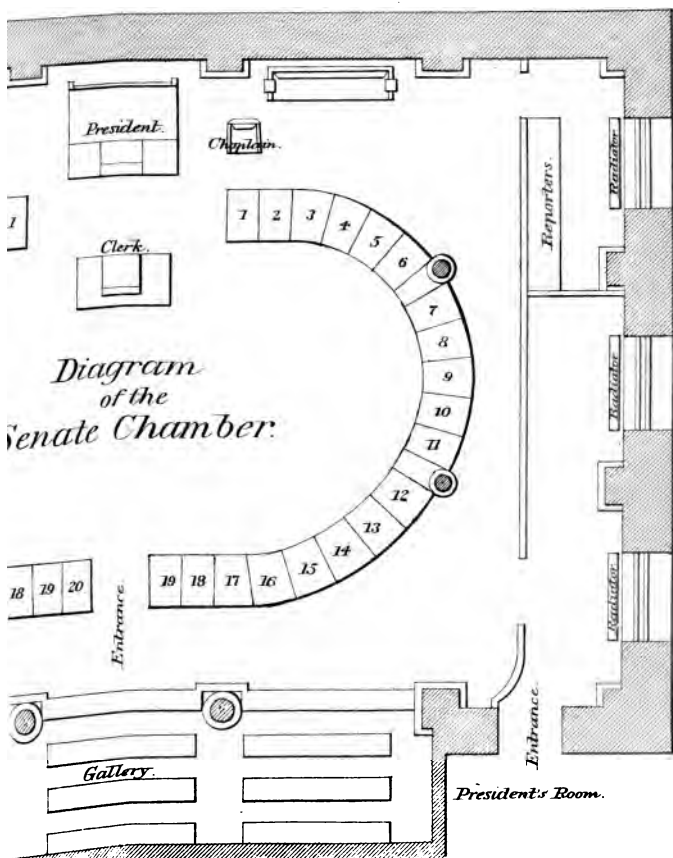 President.
Chaplain.
Reporters.
Radiator
1
1
2
3
4
5
6
7
8
9
10
11
12
13
14
15
16
17
18
19
Clerk.
Diagram
of the
Senate Chamber.
Radiator
18
19
20
Entrance
Radiator
Gallery.
Entrance.
President's Room.